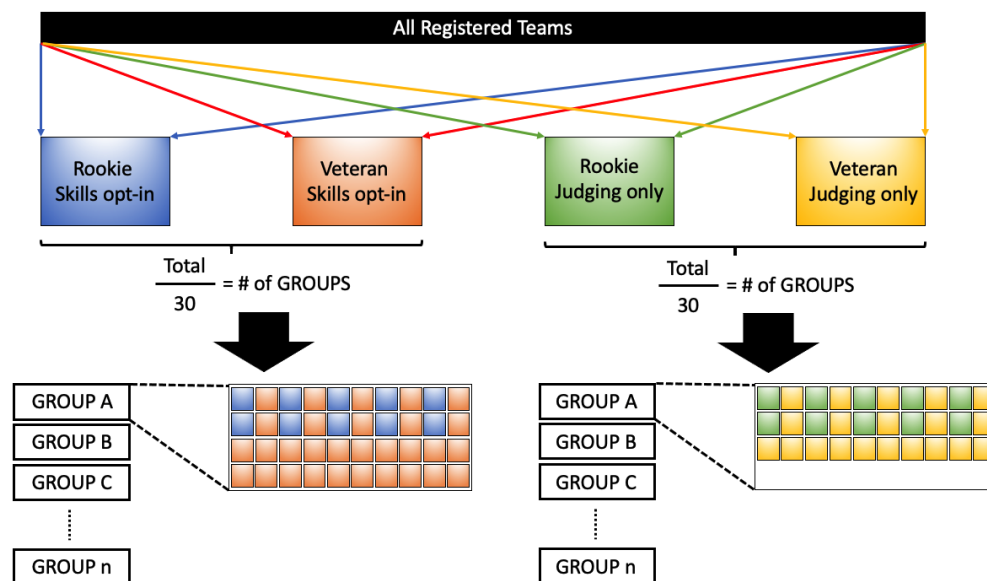 All Registered Teams
Rookie
Skills opt-in
Veteran
Skills opt-in
Rookie
Judging only
Veteran
Judging only
Total
30
= # of GROUPS
Total
30
= # of GROUPS
GROUP A
GROUP B
GROUP C
GROUP n
GROUP A
GROUP B
GROUP C
GROUP n